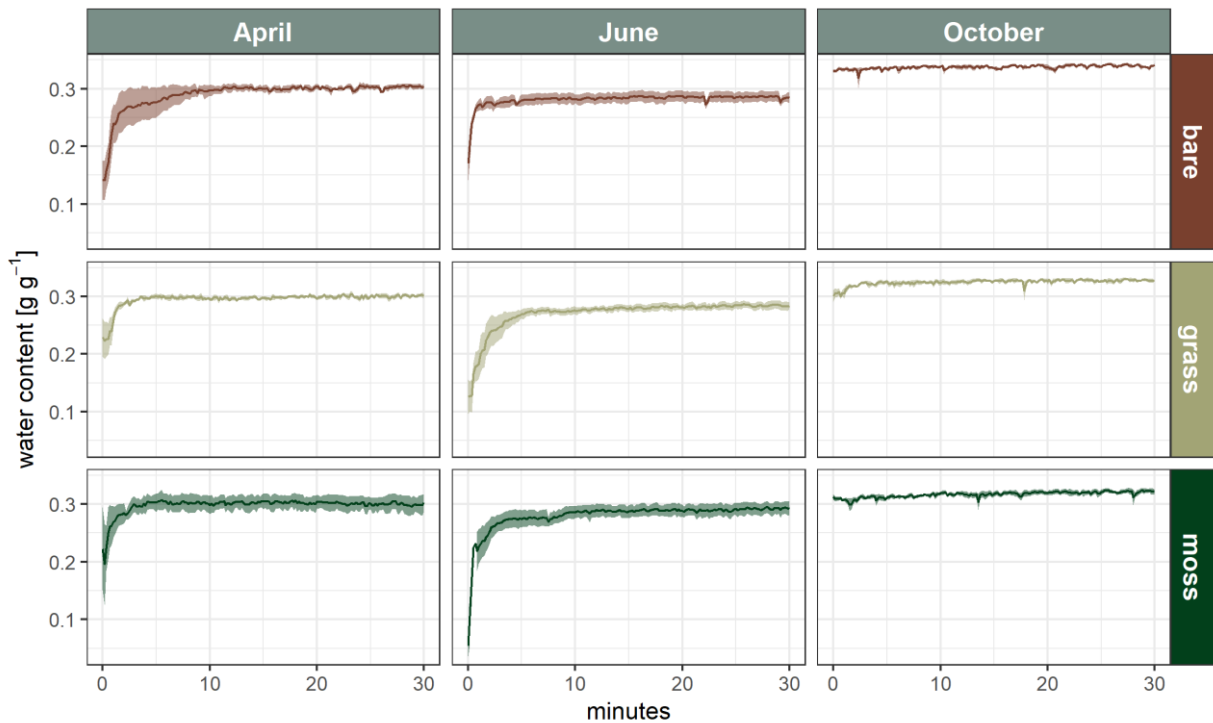 April June October
0.3
0.2
0.1
bare
0.3
0.2
0.1
grass
0.3
0.2
0.1
moss
water content [g g⁻¹]
0 10 20 30 0 10 20 30 0 10 20 30
minutes